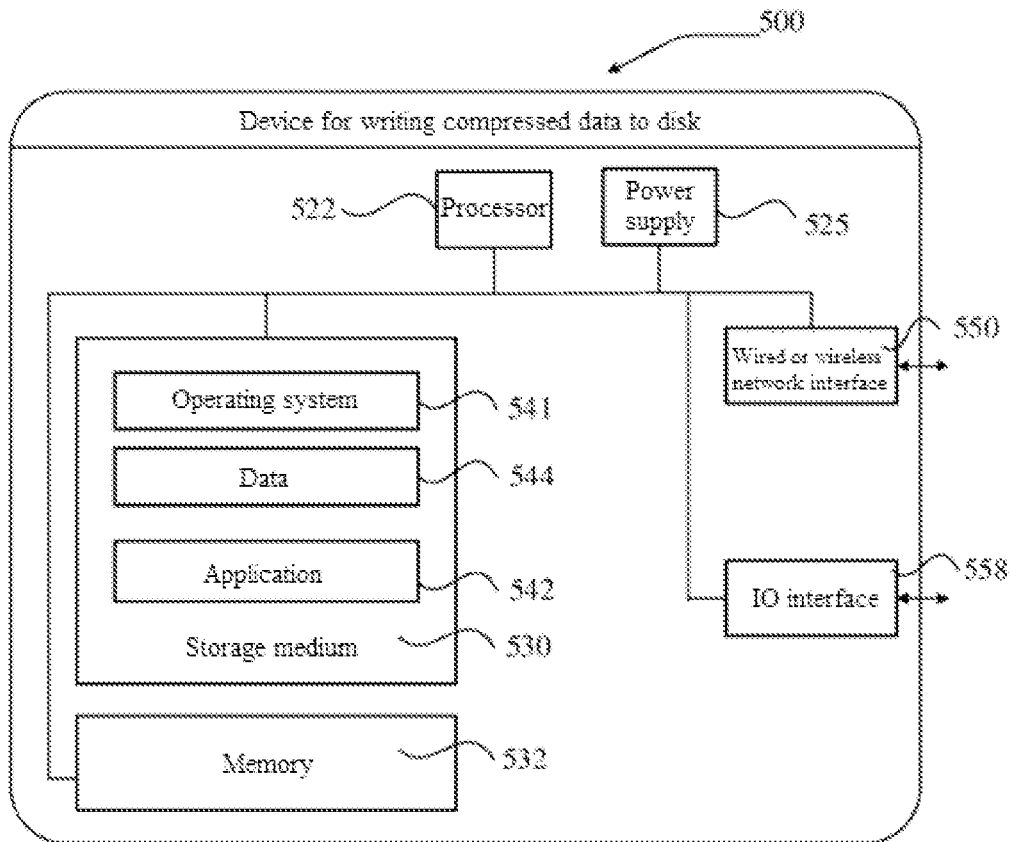 500
Device for writing compressed data to disk
522
Processor
Power
supply
525
550
Wired or wireless
network interface
Operating system
541
Data
544
Application
542
558
IO interface
Storage medium
530
Memory
532